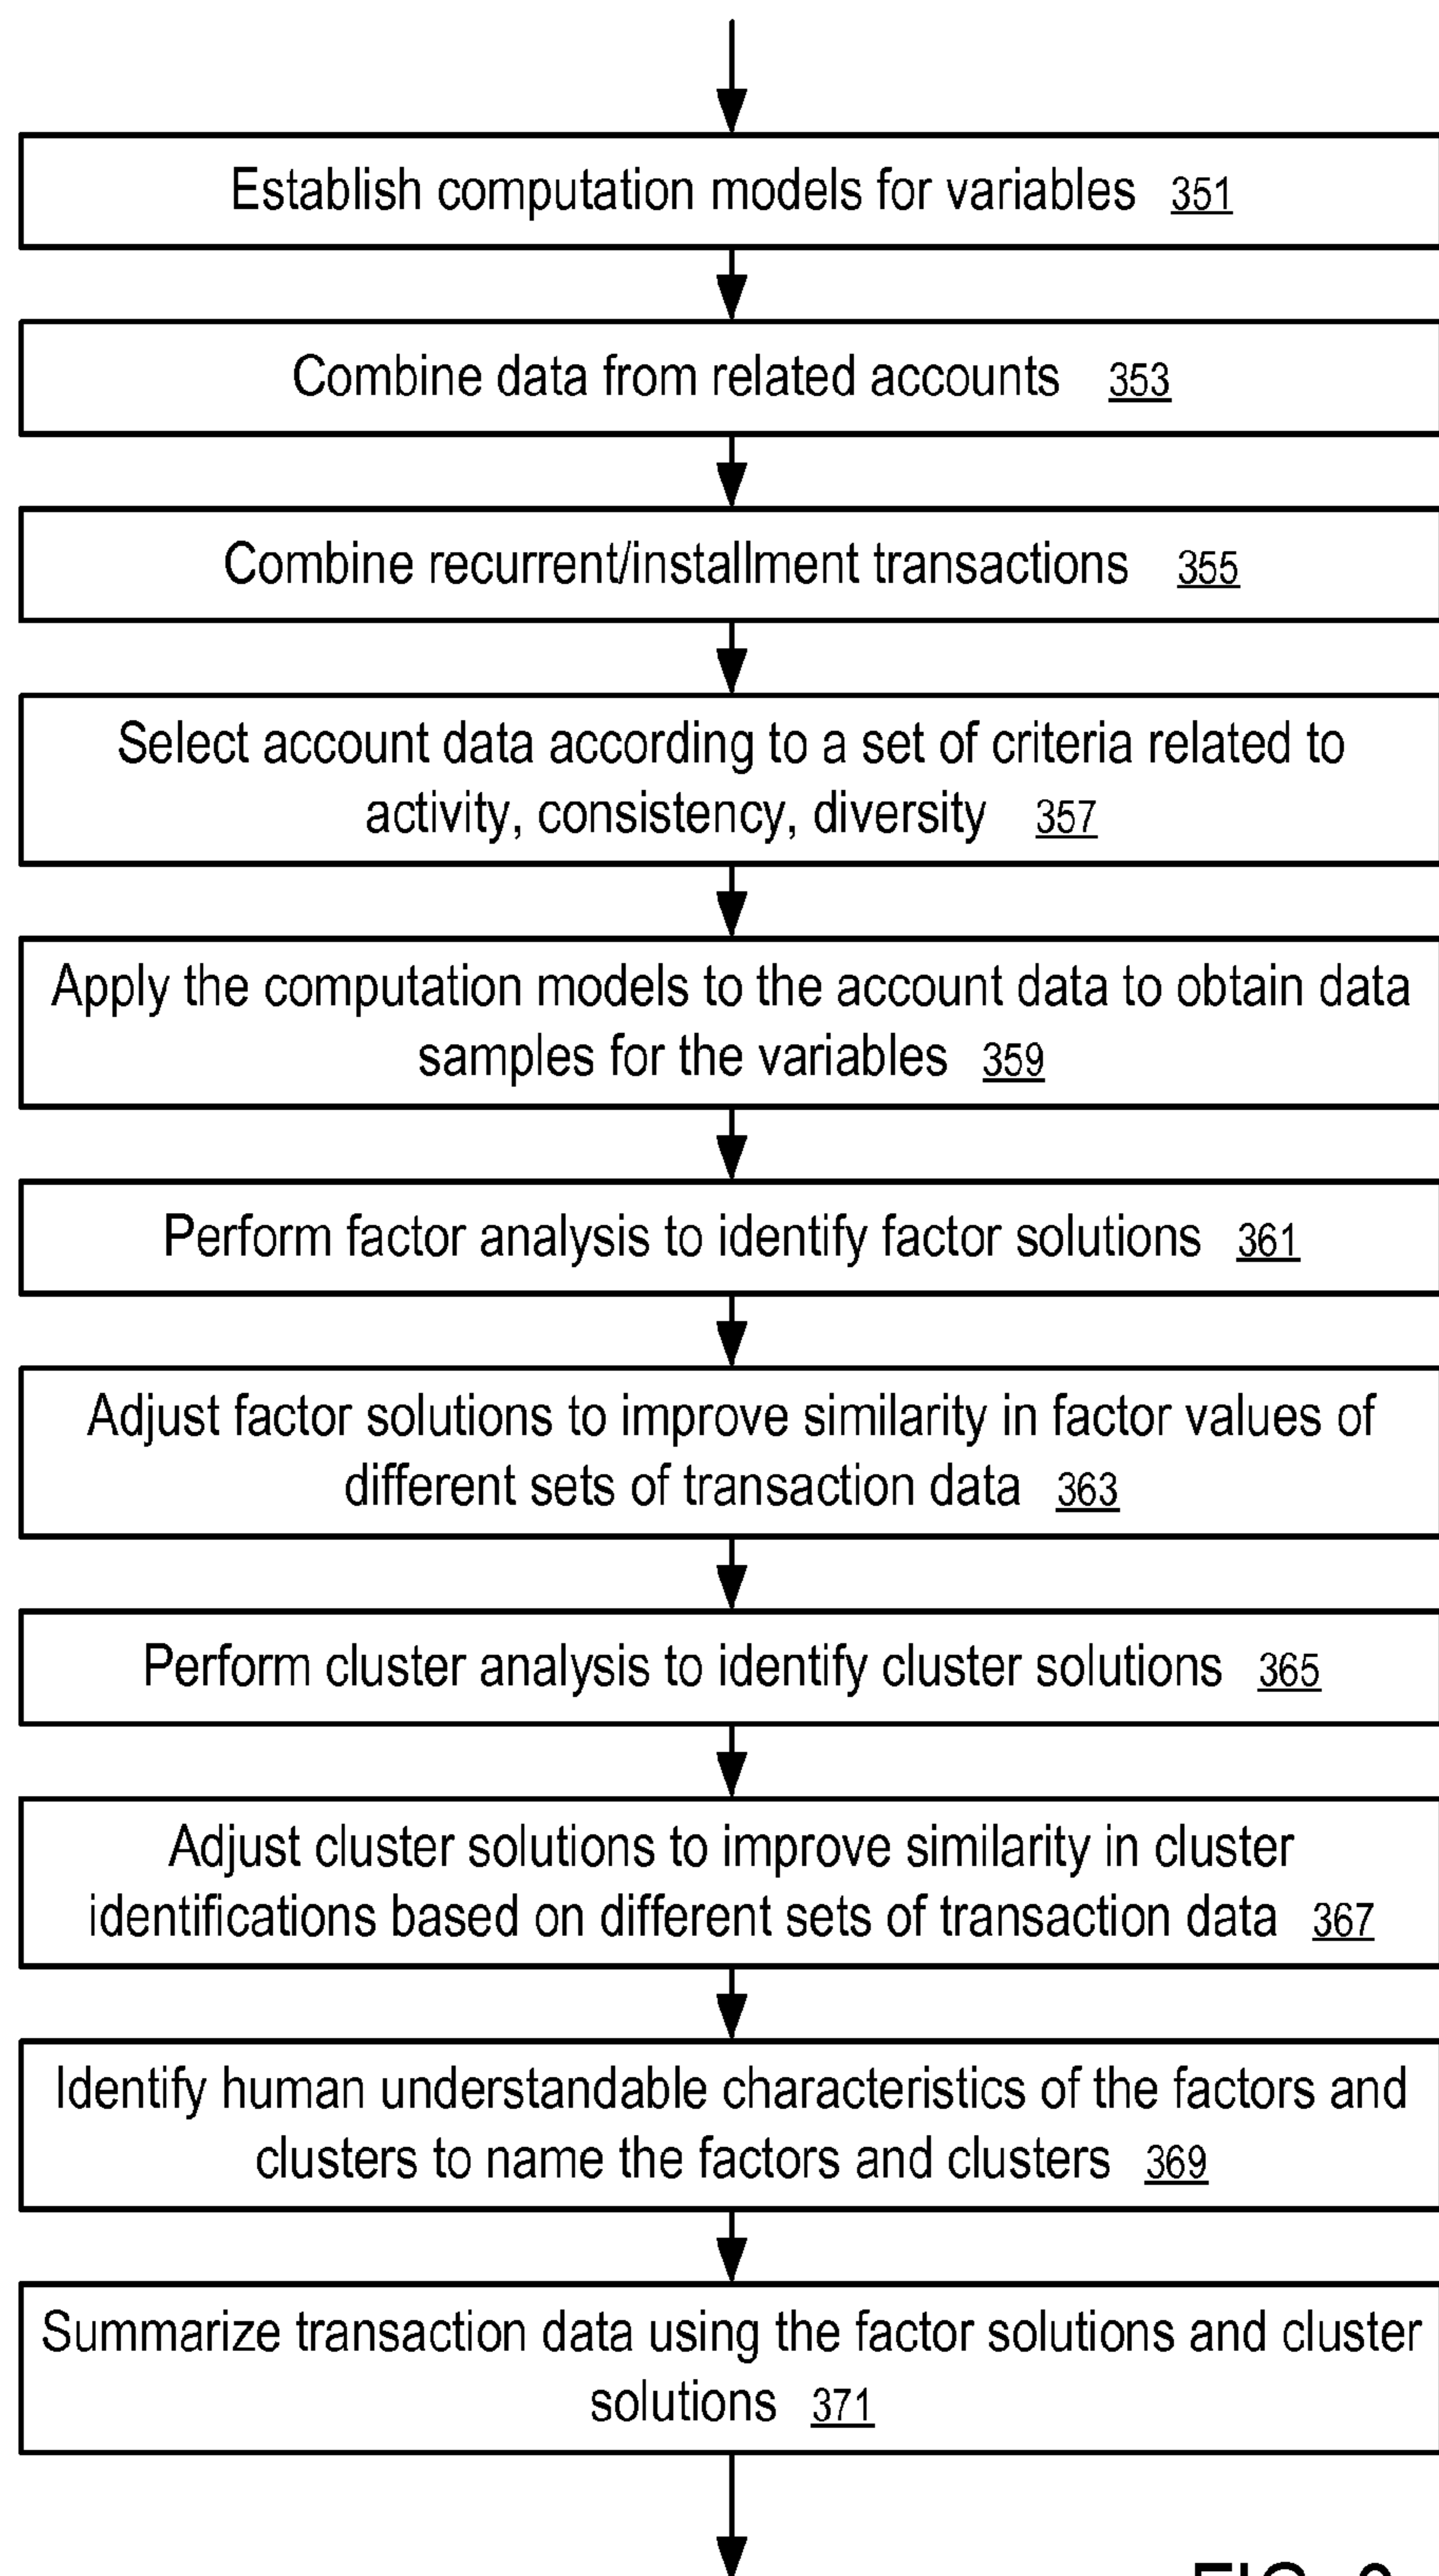 Establish computation models for variables 351
Combine data from related accounts 353
Combine recurrent/installment transactions 355
Select account data according to a set of criteria related to
activity, consistency, diversity 357
Apply the computation models to the account data to obtain data
samples for the variables 359
Perform factor analysis to identify factor solutions 361
Adjust factor solutions to improve similarity in factor values of
different sets of transaction data 363
Perform cluster analysis to identify cluster solutions 365
Adjust cluster solutions to improve similarity in cluster
identifications based on different sets of transaction data 367
Identify human understandable characteristics of the factors and
clusters to name the factors and clusters 369
Summarize transaction data using the factor solutions and cluster
solutions 371
FIG.